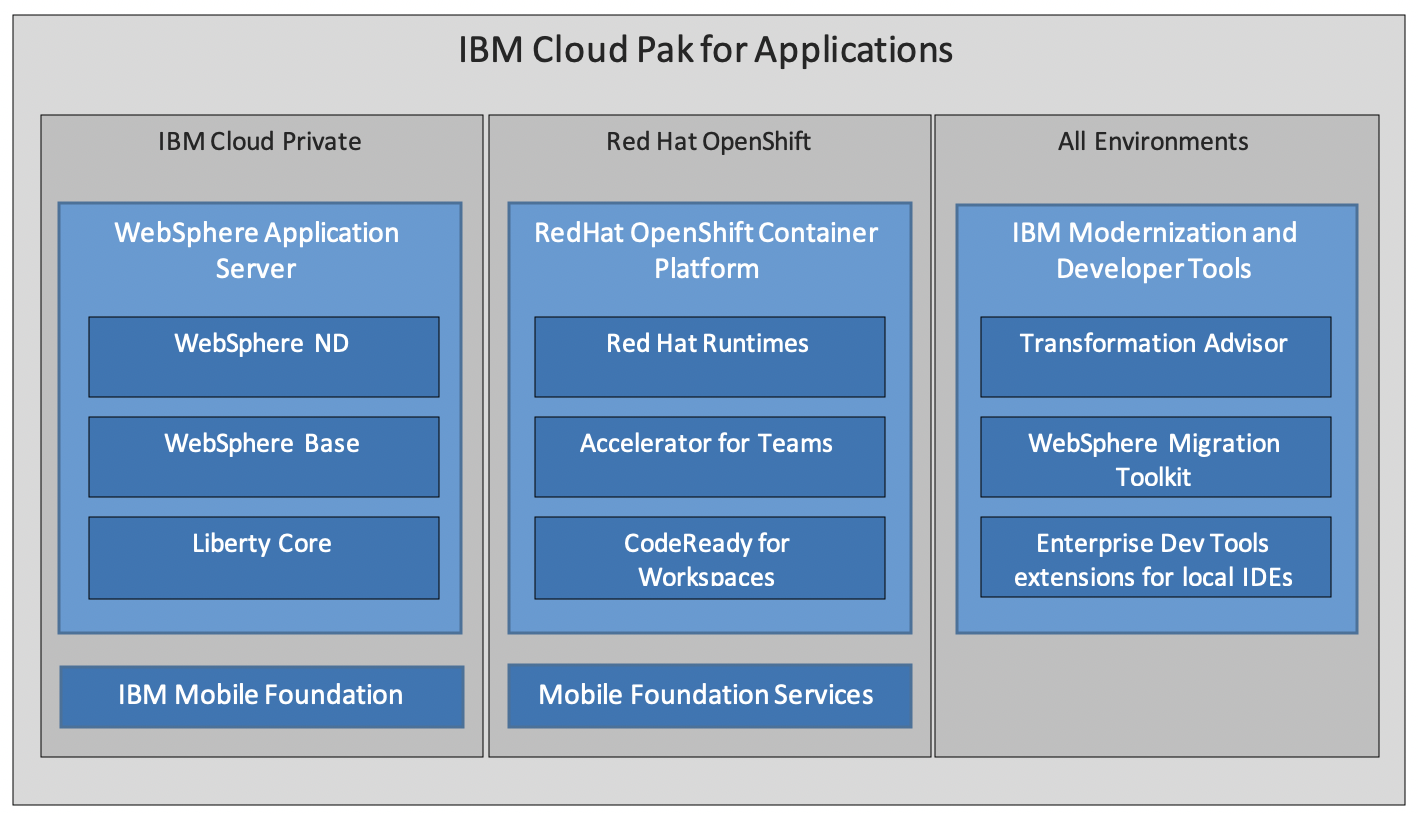 IBM Cloud Pak for Applications
IBM Cloud Private
WebSphere Application
Server
WebSphere ND
WebSphere Base
Liberty Core
IBM Mobile Foundation
Red Hat OpenShift
RedHat OpenShift Container
Platform
Red Hat Runtimes
Accelerator for Teams
CodeReady for
Workspaces
Mobile Foundation Services
All Environments
IBM Modernization and
Developer Tools
Transformation Advisor
WebSphere Migration
Toolkit
Enterprise Dev Tools
extensions for local IDEs